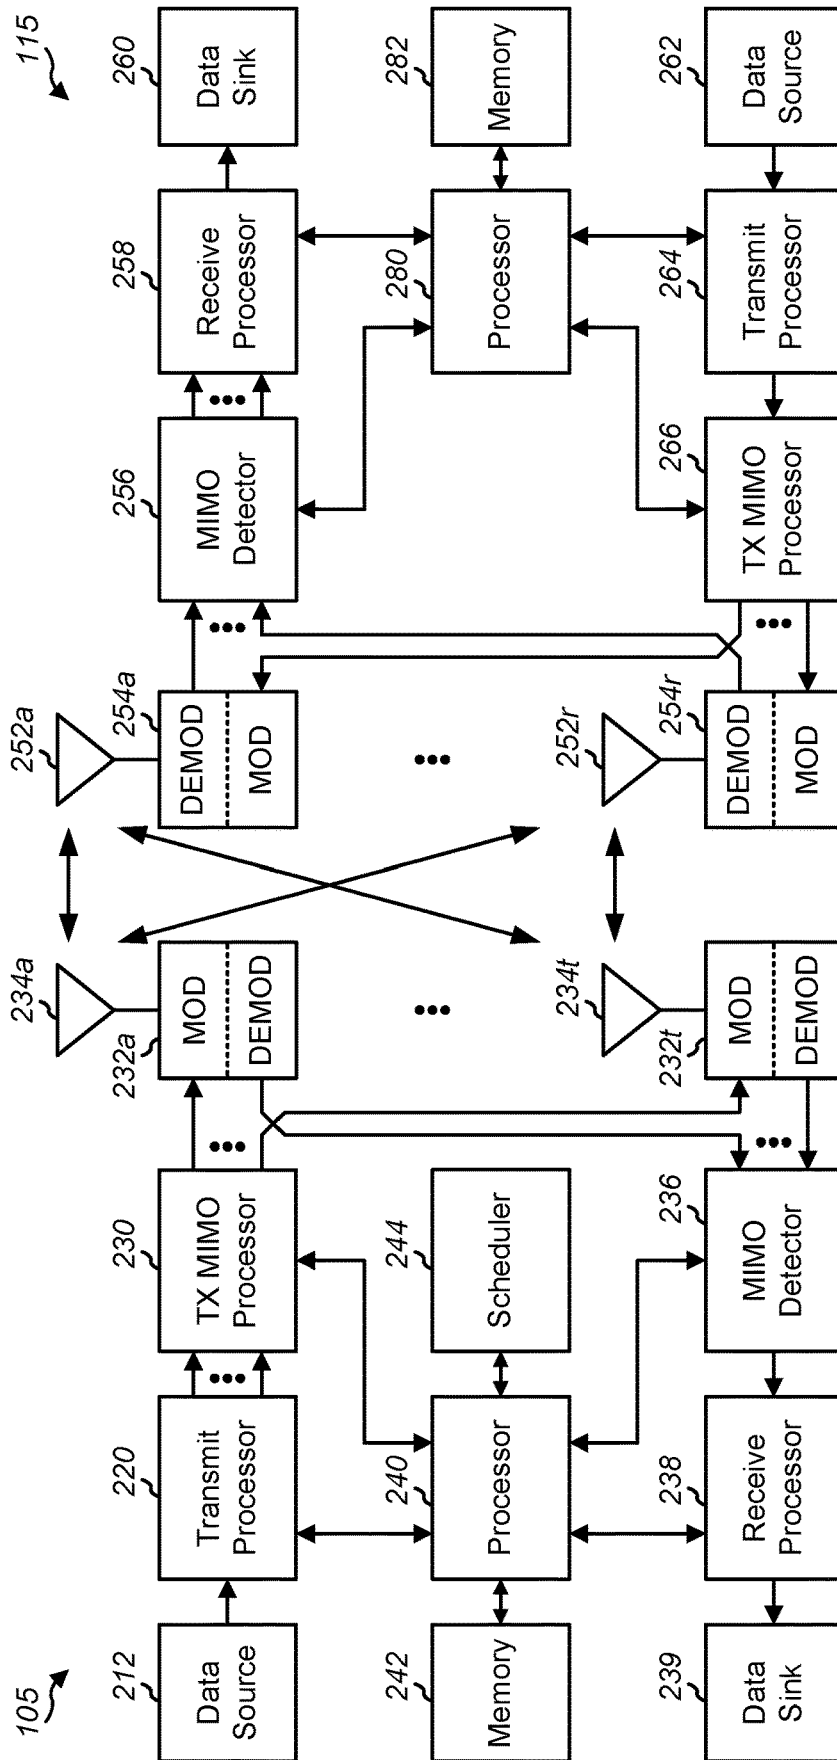 105
115
212
Data
Source
220
Transmit
Processor
230
TX MIMO
Processor
232a
MOD
DEMOD
234a
252a
254a
DEMOD
MOD
256
MIMO
Detector
258
Receive
Processor
260
Data
Sink
242
Memory
240
Processor
244
Scheduler
280
Processor
282
Memory
239
Data
Sink
238
Receive
Processor
236
MIMO
Detector
232t
MOD
DEMOD
234t
252r
254r
DEMOD
MOD
266
TX MIMO
Processor
264
Transmit
Processor
262
Data
Source